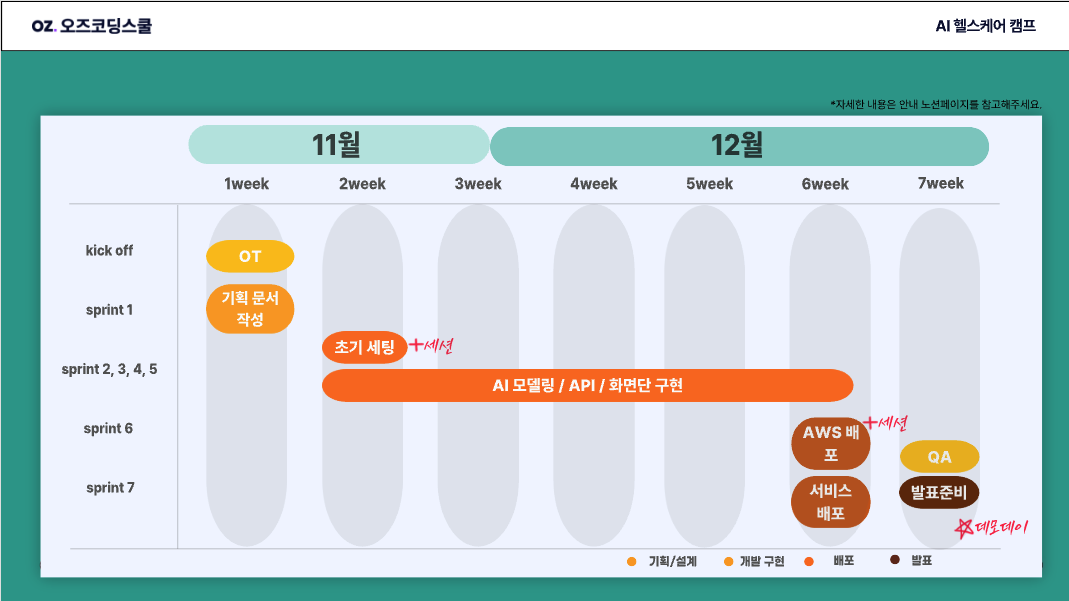 oz. 오즈코딩스쿨
AI 헬스케어 캠프
*자세한 내용은 안내 노션페이지를 참고해주세요.
11월
12월
1week
2week
3week
4week
5week
6week
7week
kick off
OT
sprint 1
기획 문서
작성
초기 세팅
+세션
sprint 2, 3, 4, 5
AI 모델링 / API / 화면단 구현
sprint 6
AWS 배
포
+세션
QA
sprint 7
서비스
배포
발표준비
데모데이
기획/설계
개발 구현
배포
발표